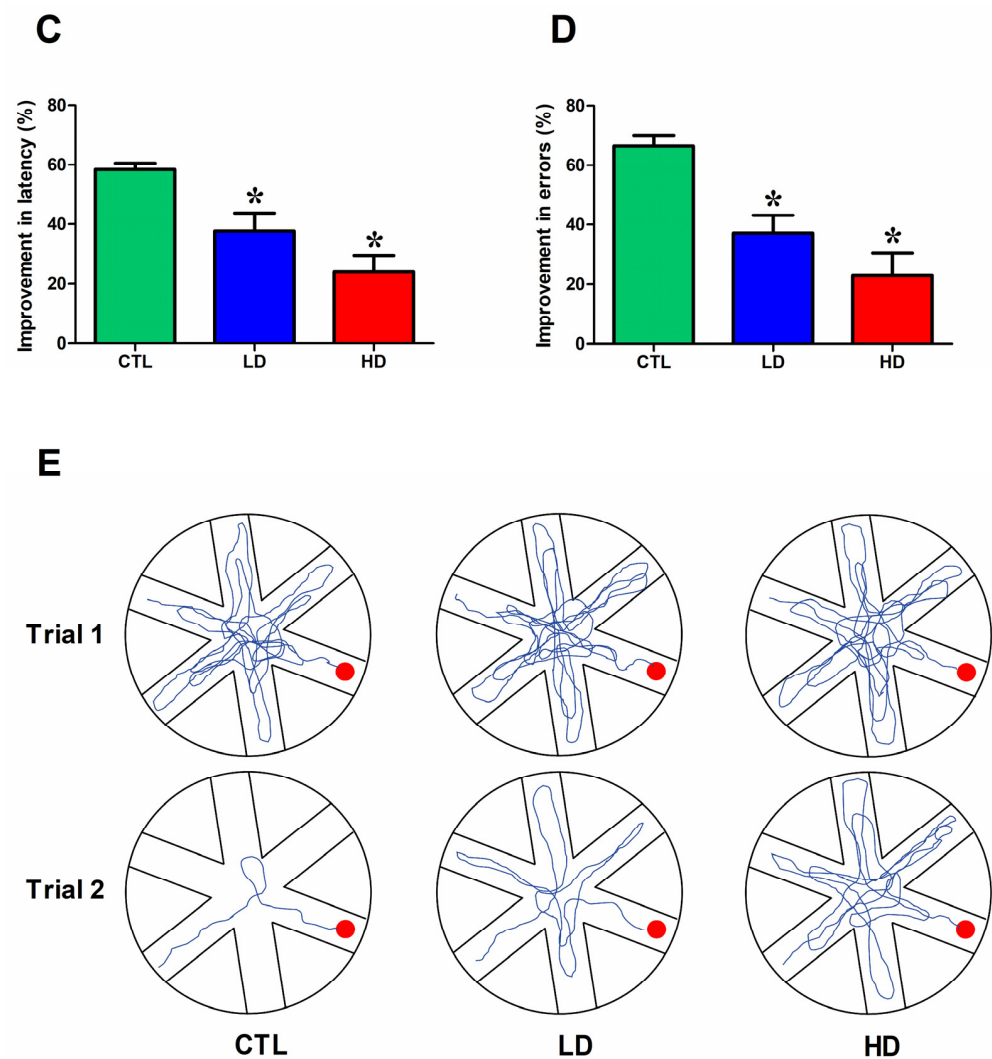 C
D
Improvement in latency (%)
80
60
40
20
0
*
*
CTL
LD
HD
Improvement in errors (%)
80
60
40
20
0
*
*
CTL
LD
HD
E
Trial 1
Trial 2
CTL
LD
HD